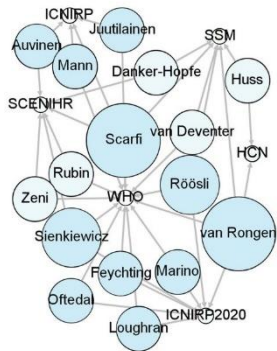 ICNIRP
Auvinen
Juutilainen
SSM
Mann
Danker-Hopfe
Huss
SCENIHR
Scarfi
van Deventer
HCN
Rubin
Röösli
Zeni
WHO
Sienkiewicz
van Rongen
Feychting
Marino
Oftedal
ICNIRP2020
Loughran